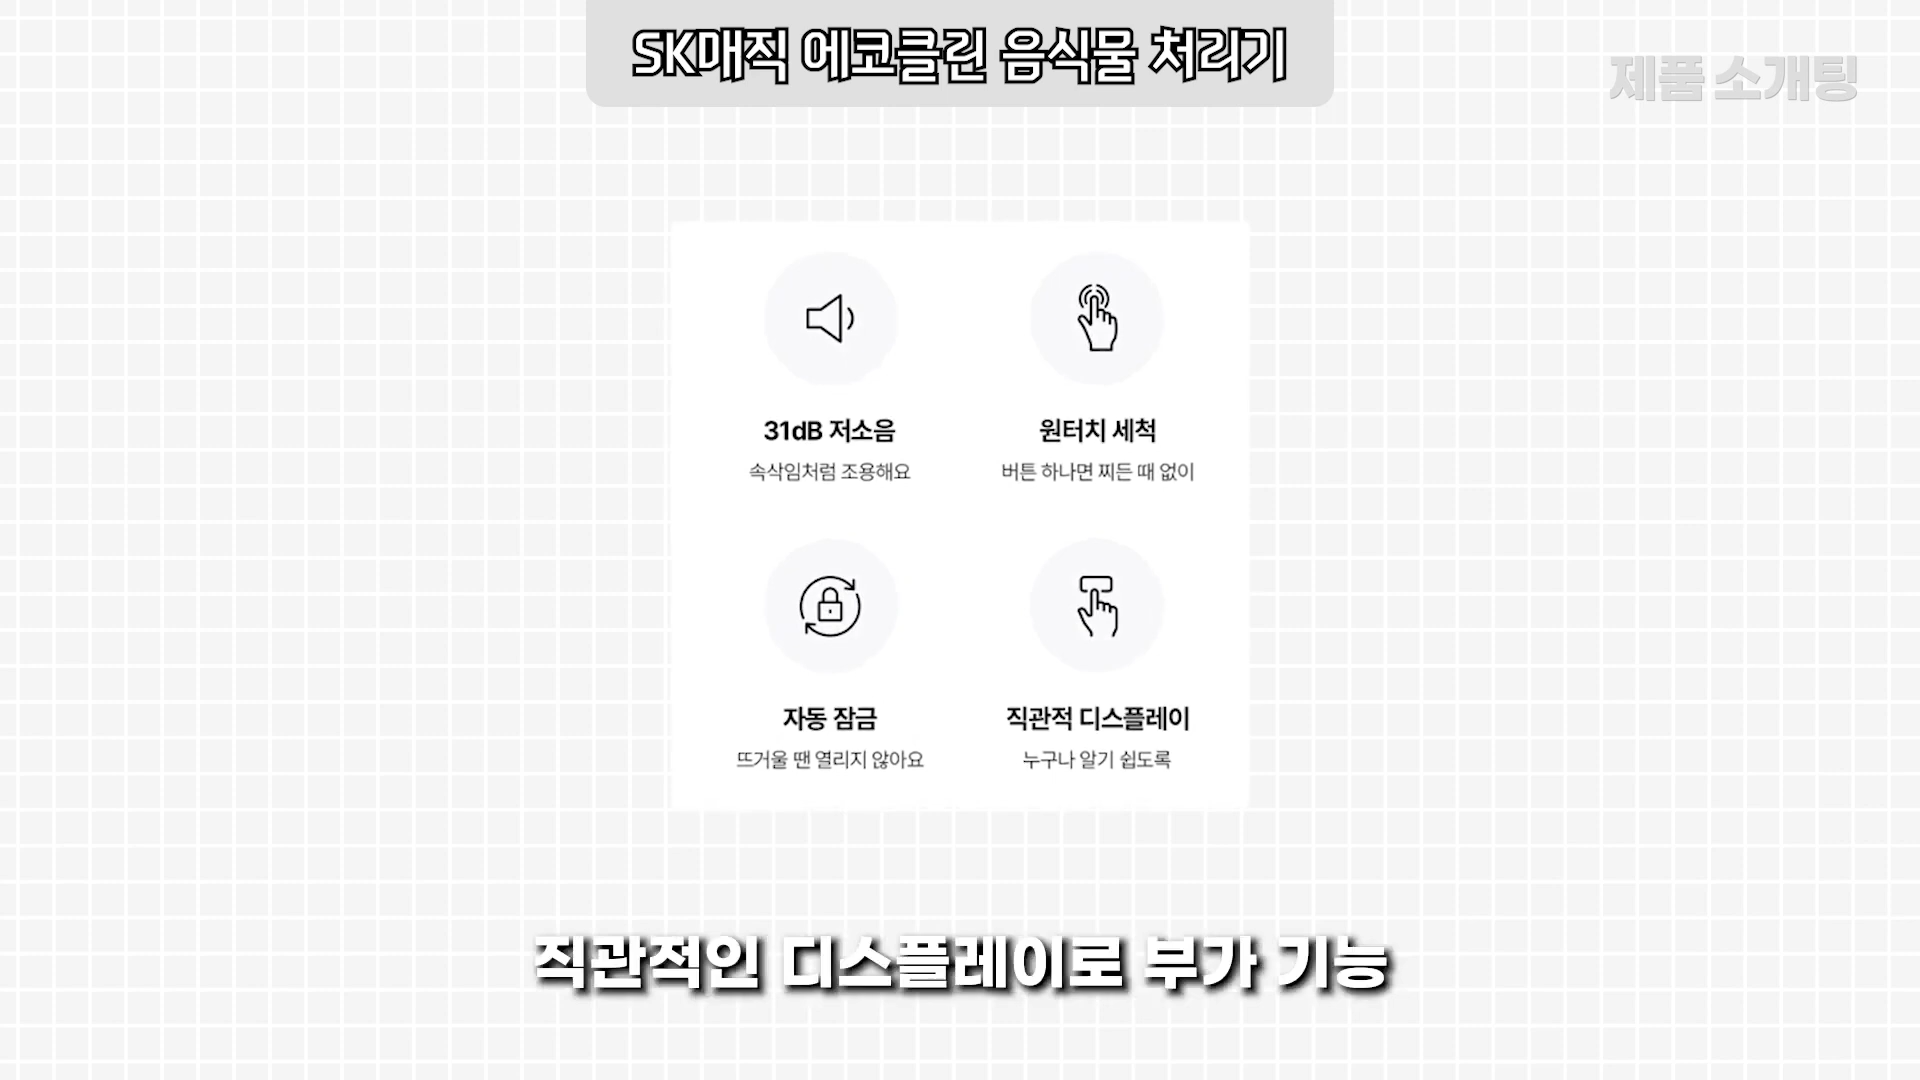 SK매직 에코클린 음식물 처리기
제품 소개팅
31dB 저소음
속삭임처럼 조용해요
원터치 세척
버튼 하나면 찌든 때 없이
자동 잠금
뜨거울 땐 열리지 않아요
직관적 디스플레이
누구나 알기 쉽도록
직관적인 디스플레이로 부가 기능